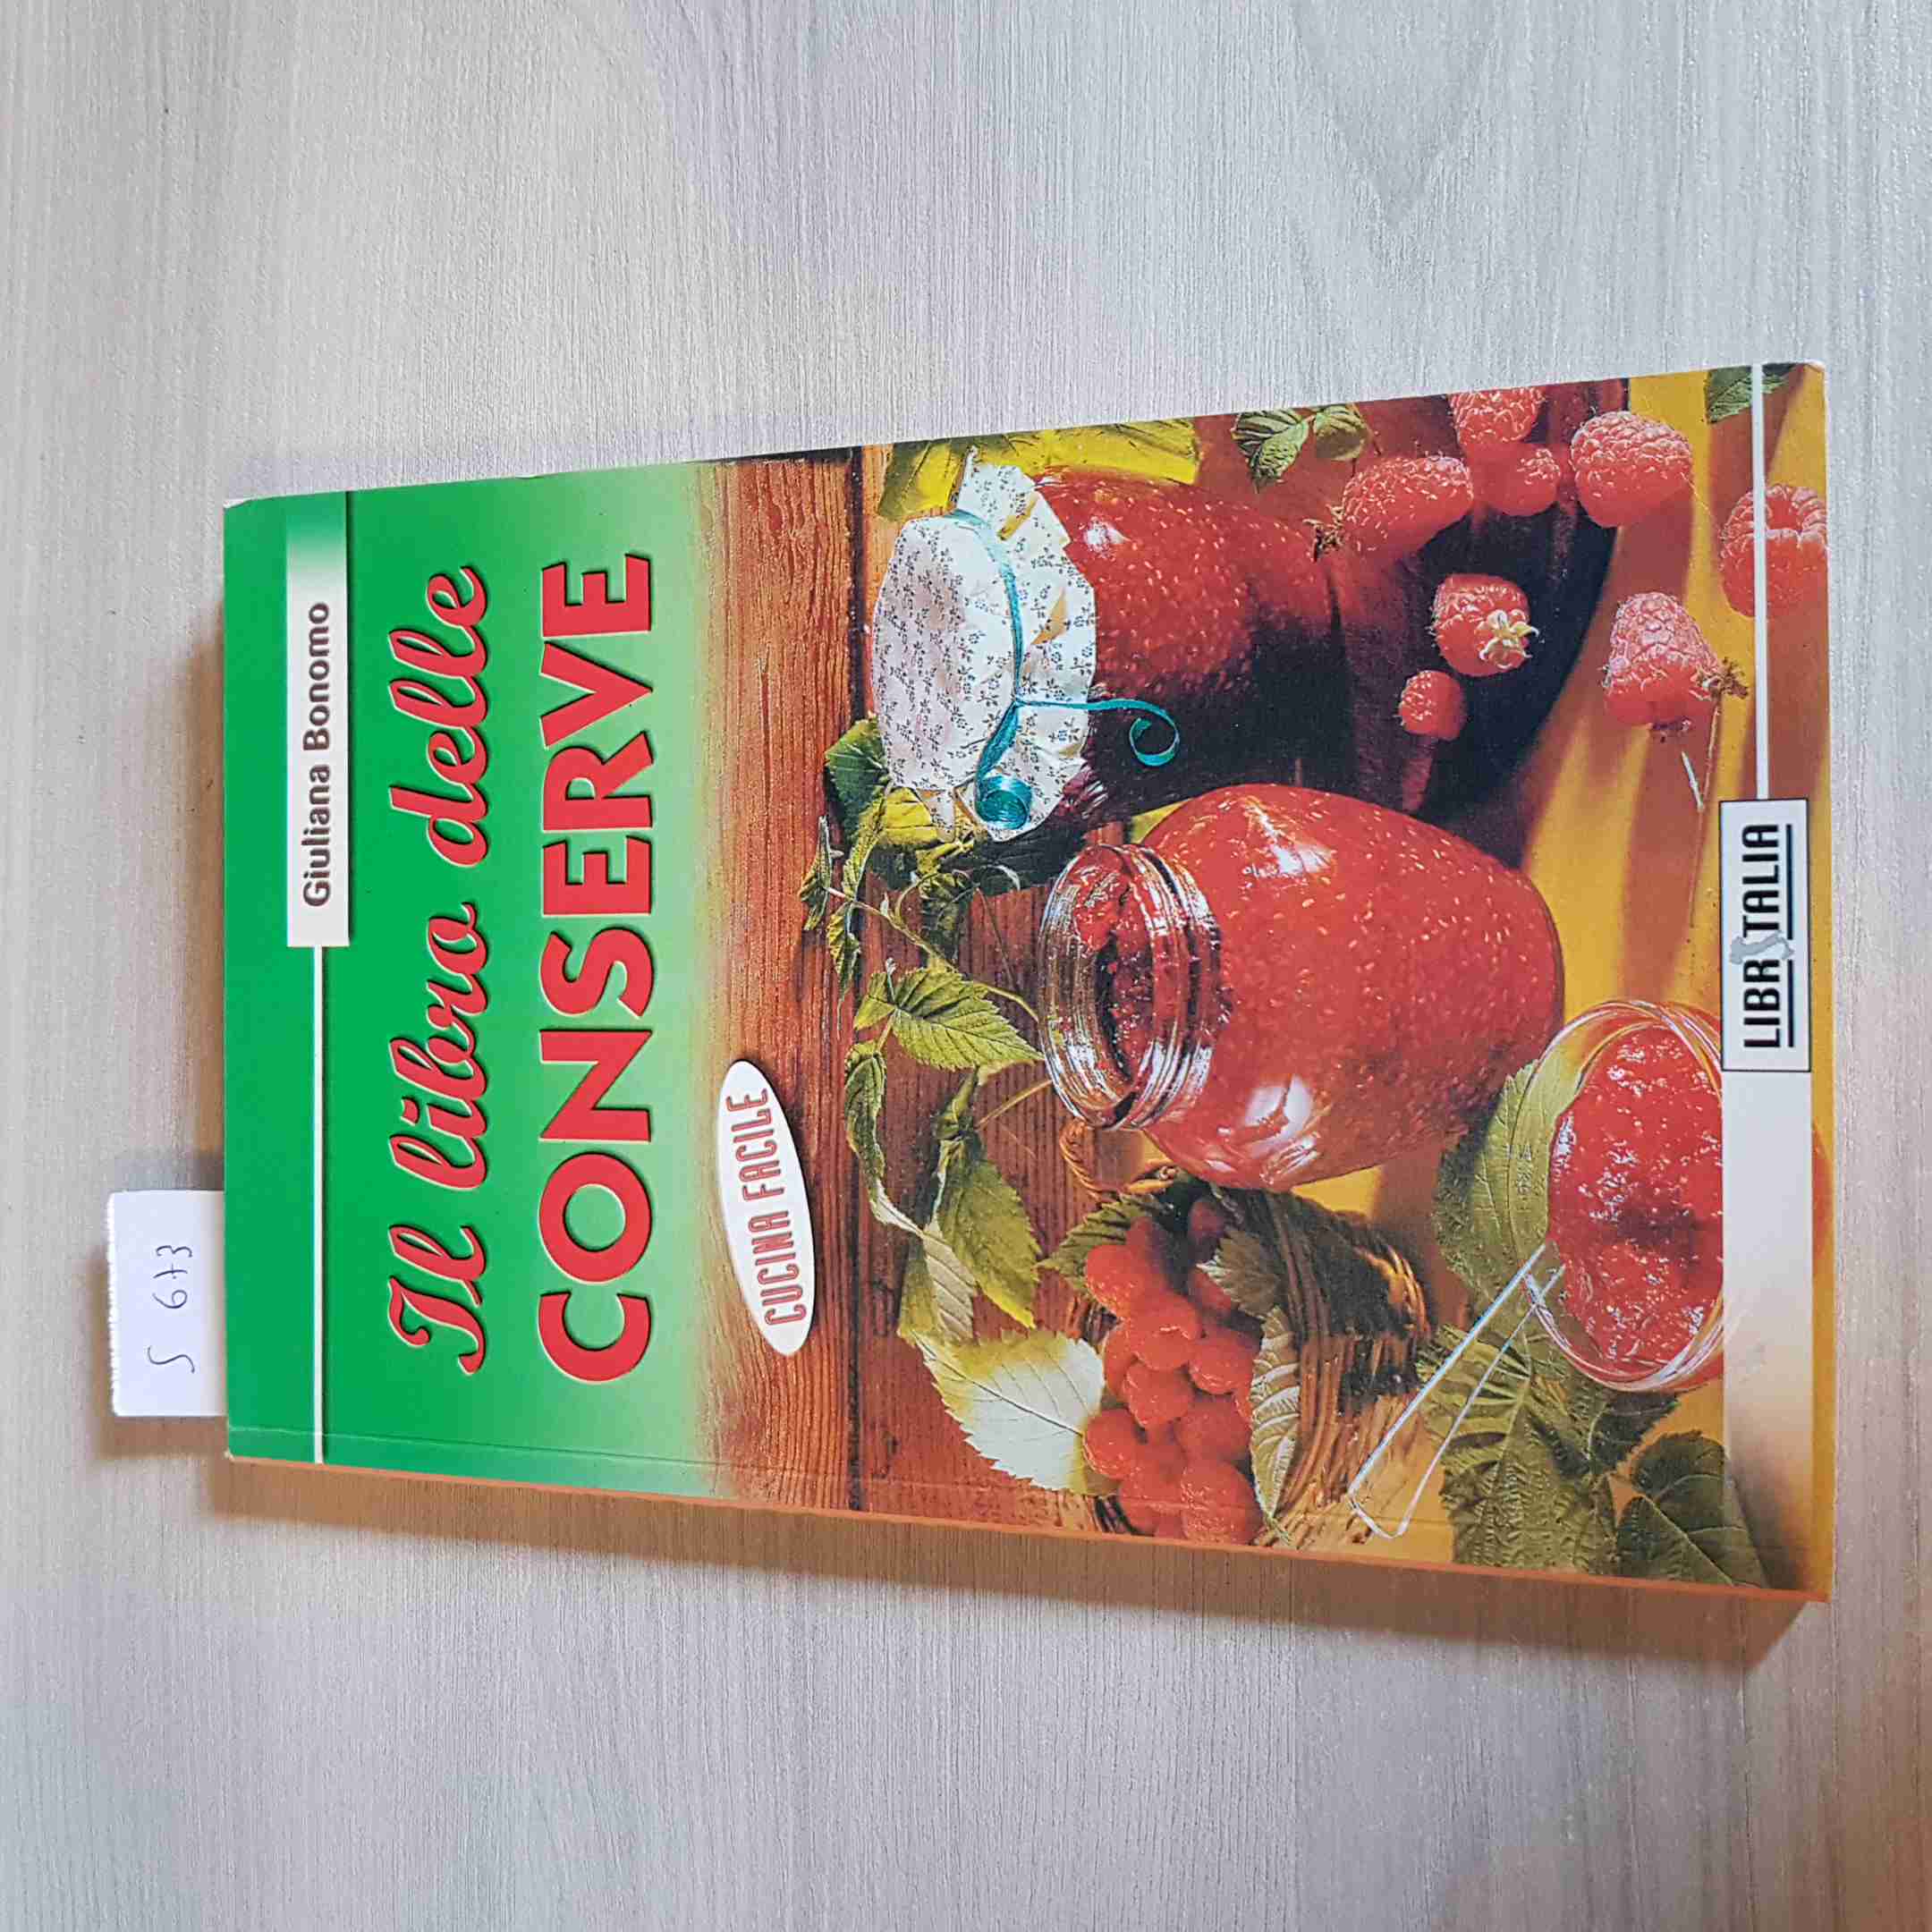 S 673
Giuliana Bonomo
Il libro delle
CONSERVE
CUCINA FACILE
LIBRITALIA